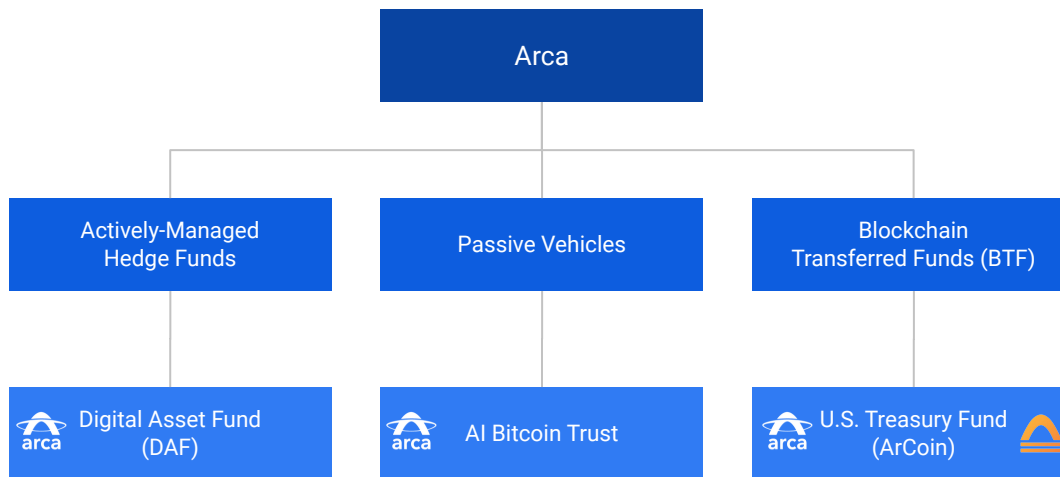 Arca
Actively-Managed
Hedge Funds
Passive Vehicles
Blockchain
Transferred Funds (BTF)
arca
Digital Asset Fund
(DAF)
arca
AI Bitcoin Trust
arca
U.S. Treasury Fund
(ArCoin)